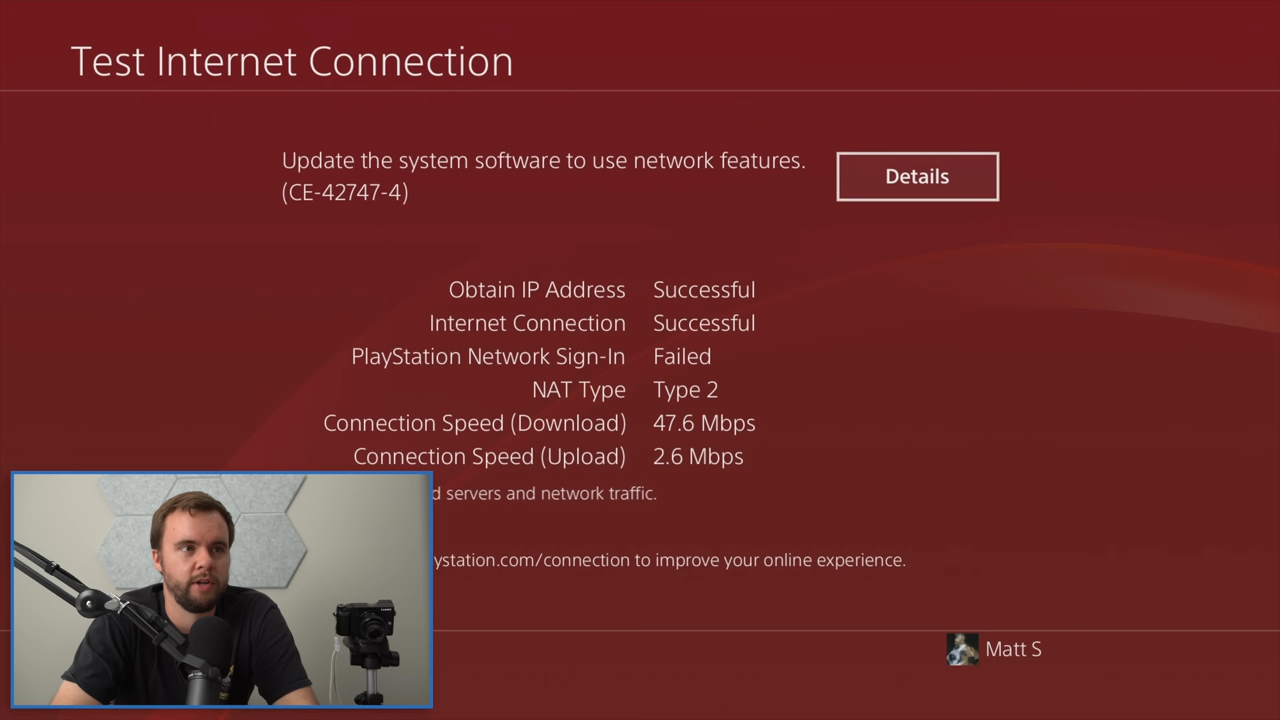 Test Internet Connection
Update the system software to use network features.
(CE-42747-4)
Details
Obtain IP Address Successful
Internet Connection Successful
PlayStation Network Sign-In Failed
NAT Type Type 2
Connection Speed (Download) 47.6 Mbps
Connection Speed (Upload) 2.6 Mbps
servers and network traffic.
ystation.com/connection to improve your online experience.
Matt S